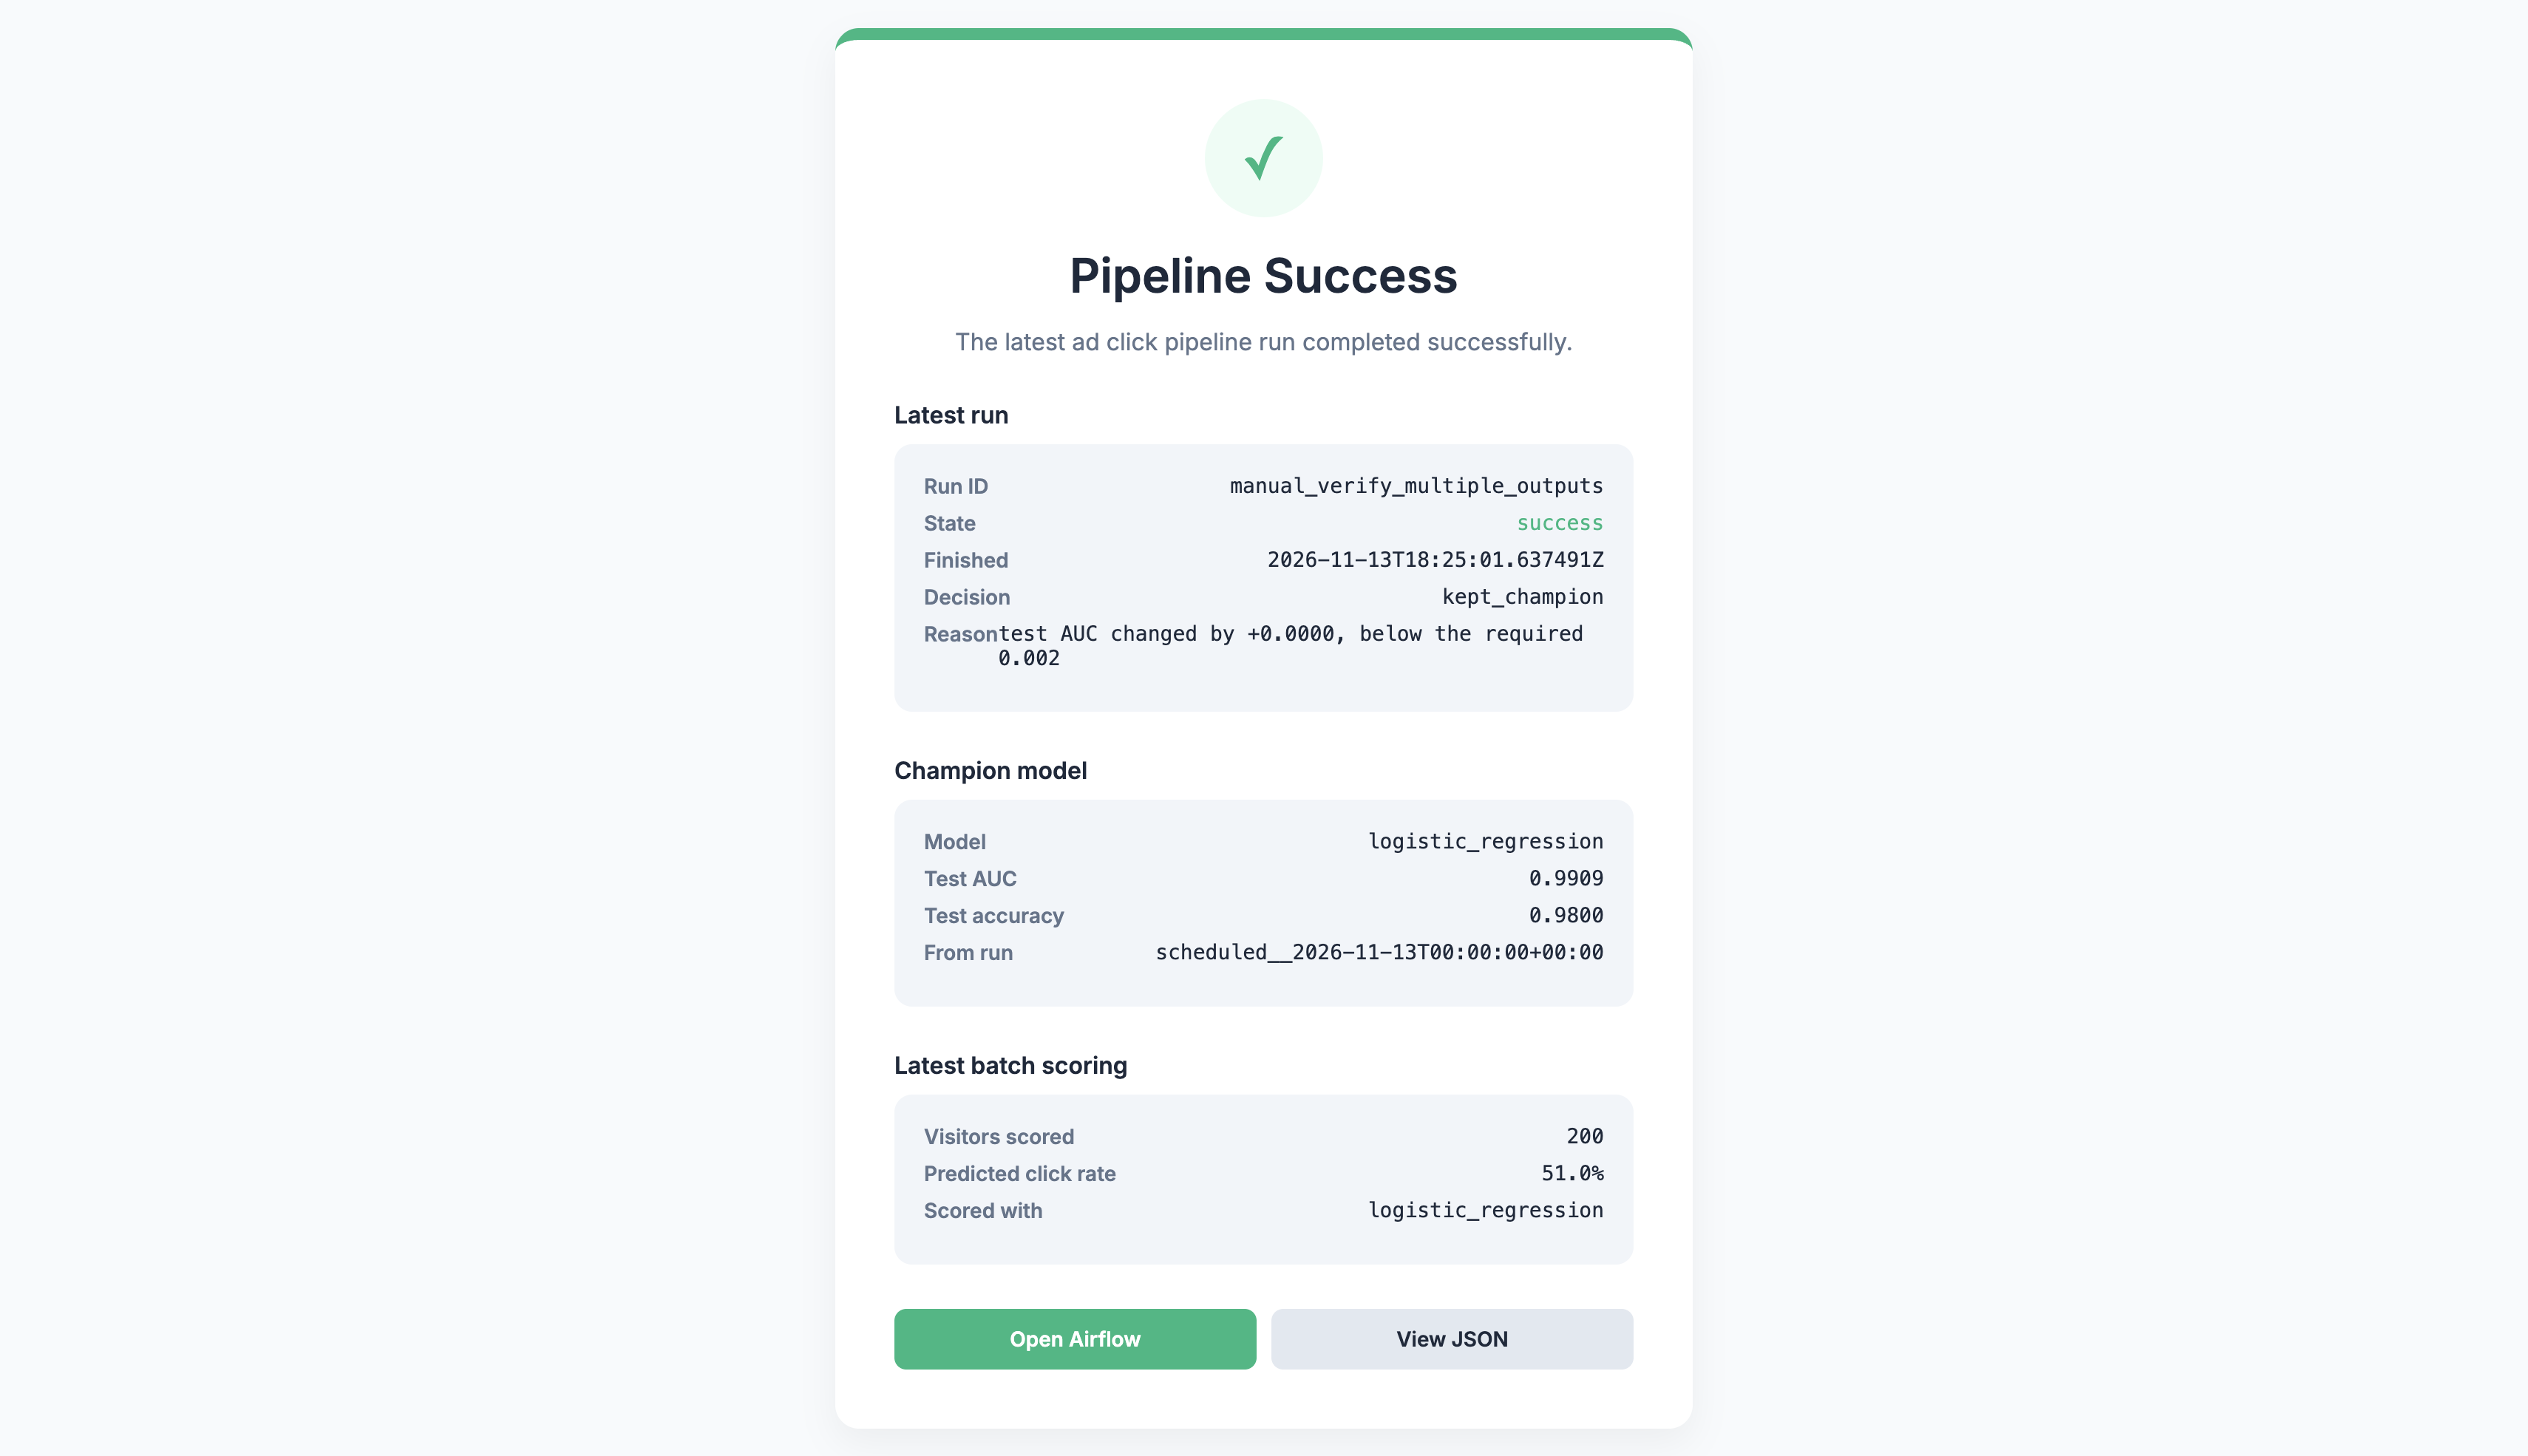 Pipeline Success
The latest ad click pipeline run completed successfully.
Latest run
Run ID manual_verify_multiple_outputs
State success
Finished 2026-11-13T18:25:01.637491Z
Decision kept_champion
Reason test AUC changed by +0.0000, below the required
0.002
Champion model
Model logistic_regression
Test AUC 0.9909
Test accuracy 0.9800
From run scheduled__2026-11-13T00:00:00+00:00
Latest batch scoring
Visitors scored 200
Predicted click rate 51.0%
Scored with logistic_regression
Open Airflow View JSON